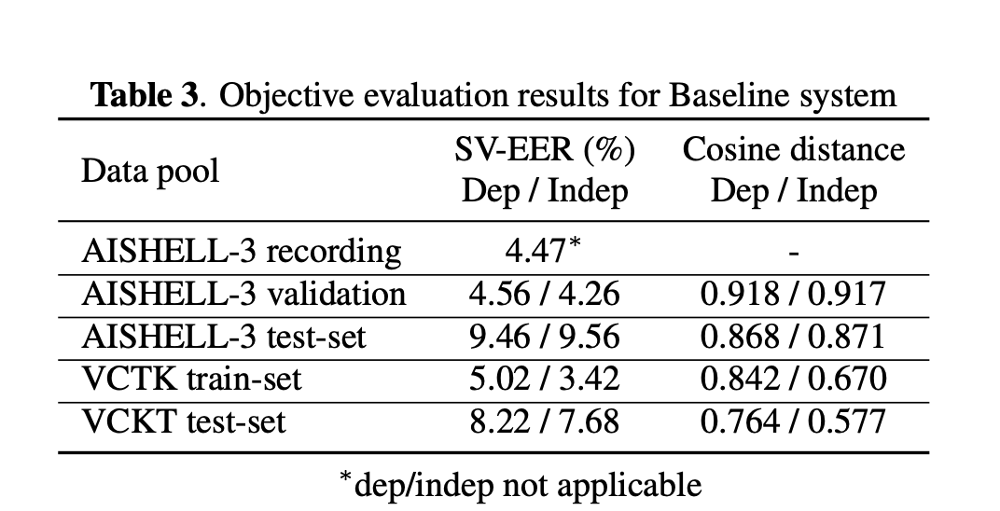 Table 3. Objective evaluation results for Baseline system
Data pool SV-EER (%) Cosine distance
Dep / Indep Dep / Indep
AISHELL-3 recording 4.47* -
AISHELL-3 validation 4.56 / 4.26 0.918 / 0.917
AISHELL-3 test-set 9.46 / 9.56 0.868 / 0.871
VCTK train-set 5.02 / 3.42 0.842 / 0.670
VCKT test-set 8.22 / 7.68 0.764 / 0.577
*dep/indep not applicable